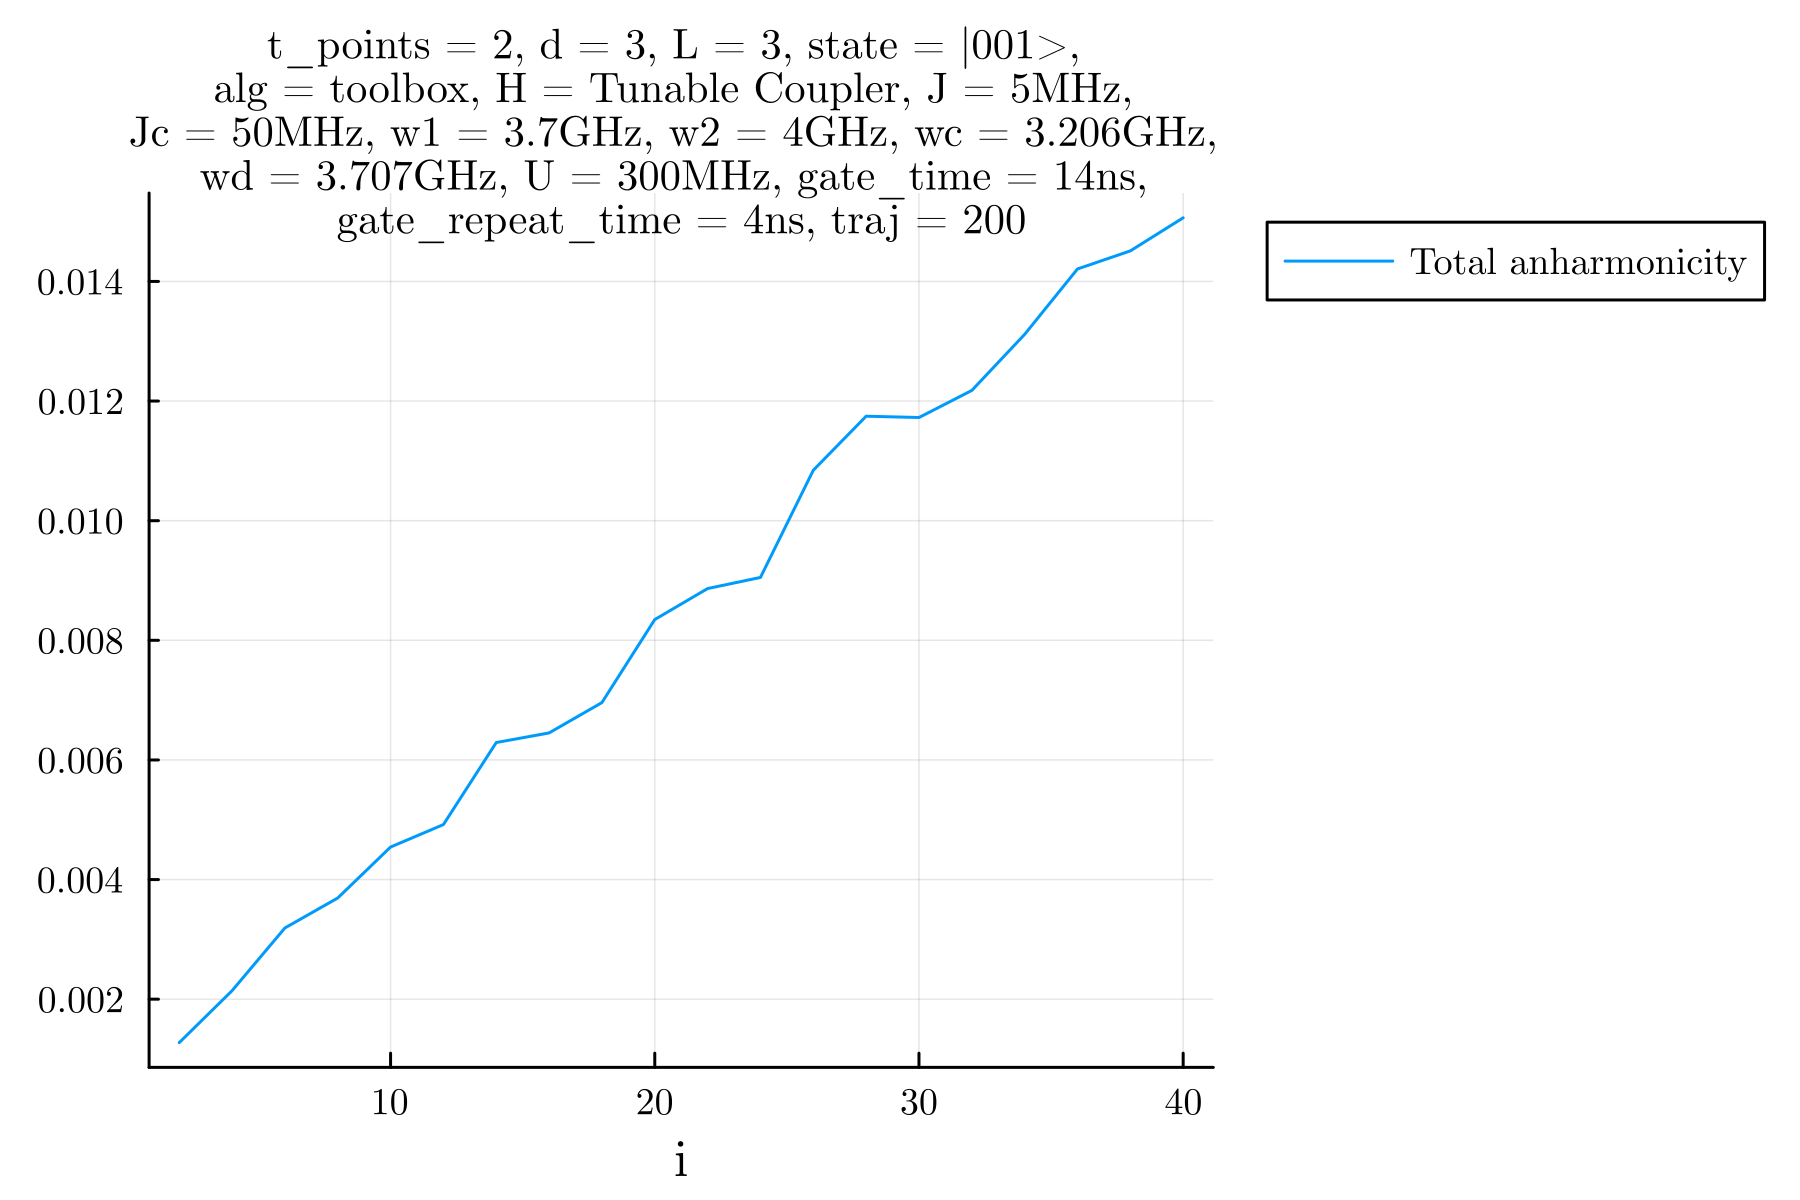 t_points = 2, d = 3, L = 3, state = |001>,
alg = toolbox, H = Tunable Coupler, J = 5MHz,
Jc = 50MHz, w1 = 3.7GHz, w2 = 4GHz, wc = 3.206GHz,
wd = 3.707GHz, U = 300MHz, gate_time = 14ns,
gate_repeat_time = 4ns, traj = 200
Total anharmonicity
0.014
0.012
0.010
0.008
0.006
0.004
0.002
10 20 30 40
i